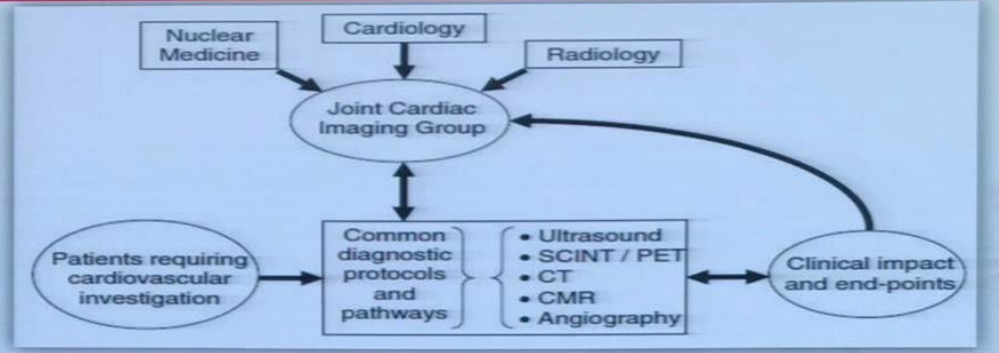 Nuclear
Medicine
Cardiology
Radiology
Joint Cardiac
Imaging Group
Patients requiring
cardiovascular
investigation
Common
diagnostic
protocols
and
pathways
• Ultrasound
• SCINT / PET
• CT
• CMR
• Angiography
Clinical impact
and end-points